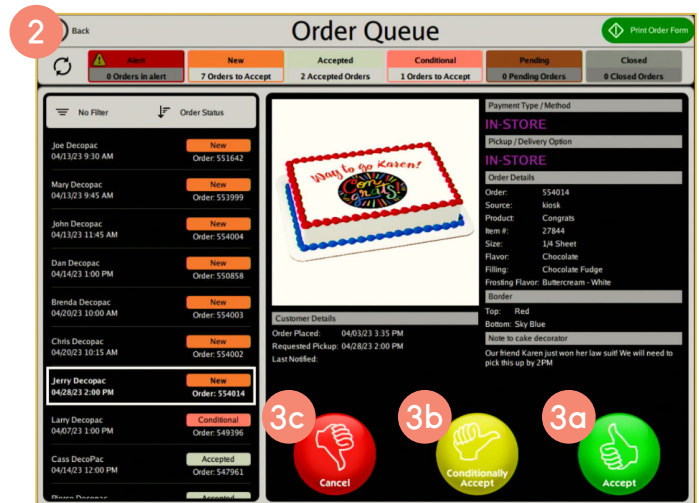 2
Back
Order Queue
Print Order Form
Alert
0 Orders in alert
New
7 Orders to Accept
Accepted
2 Accepted Orders
Conditional
1 Orders to Accept
Pending
0 Pending Orders
Closed
0 Closed Orders
No Filter
Order Status
Joe Decopac
New
04/13/23 9:30 AM
Order: 551642
Mary Decopac
New
04/13/23 9:45 AM
Order: 553999
John Decopac
New
04/13/23 11:45 AM
Order: 554004
Dan Decopac
New
04/14/23 1:00 PM
Order: 550858
Brenda Decopac
New
04/20/23 10:00 AM
Order: 554003
Chris Decopac
New
04/20/23 10:15 AM
Order: 554002
Jerry Decopac
New
04/28/23 2:00 PM
Order: 554014
Larry Decopac
Conditional
04/07/23 1:00 PM
Order: 549396
Cass DecoPac
Accepted
04/14/23 12:00 PM
Order: 547961
Pierre Decopac
Accepted
Way to go Karen!
Con
grats!
Customer Details
Order Placed: 04/03/23 3:35 PM
Requested Pickup: 04/28/23 2:00 PM
Last Notified:
Payment Type / Method
IN-STORE
Pickup / Delivery Option
IN-STORE
Order Details
Order: 554014
Source: kiosk
Product: Congrats
Item #: 27844
Size: 1/4 Sheet
Flavor: Chocolate
Filling: Chocolate Fudge
Frosting Flavor: Buttercream - White
Border
Top: Red
Bottom: Sky Blue
Note to cake decorator
Our friend Karen just won her law suit! We will need to
pick this up by 2PM
3c
Cancel
3b
Conditionally
Accept
3a
Accept